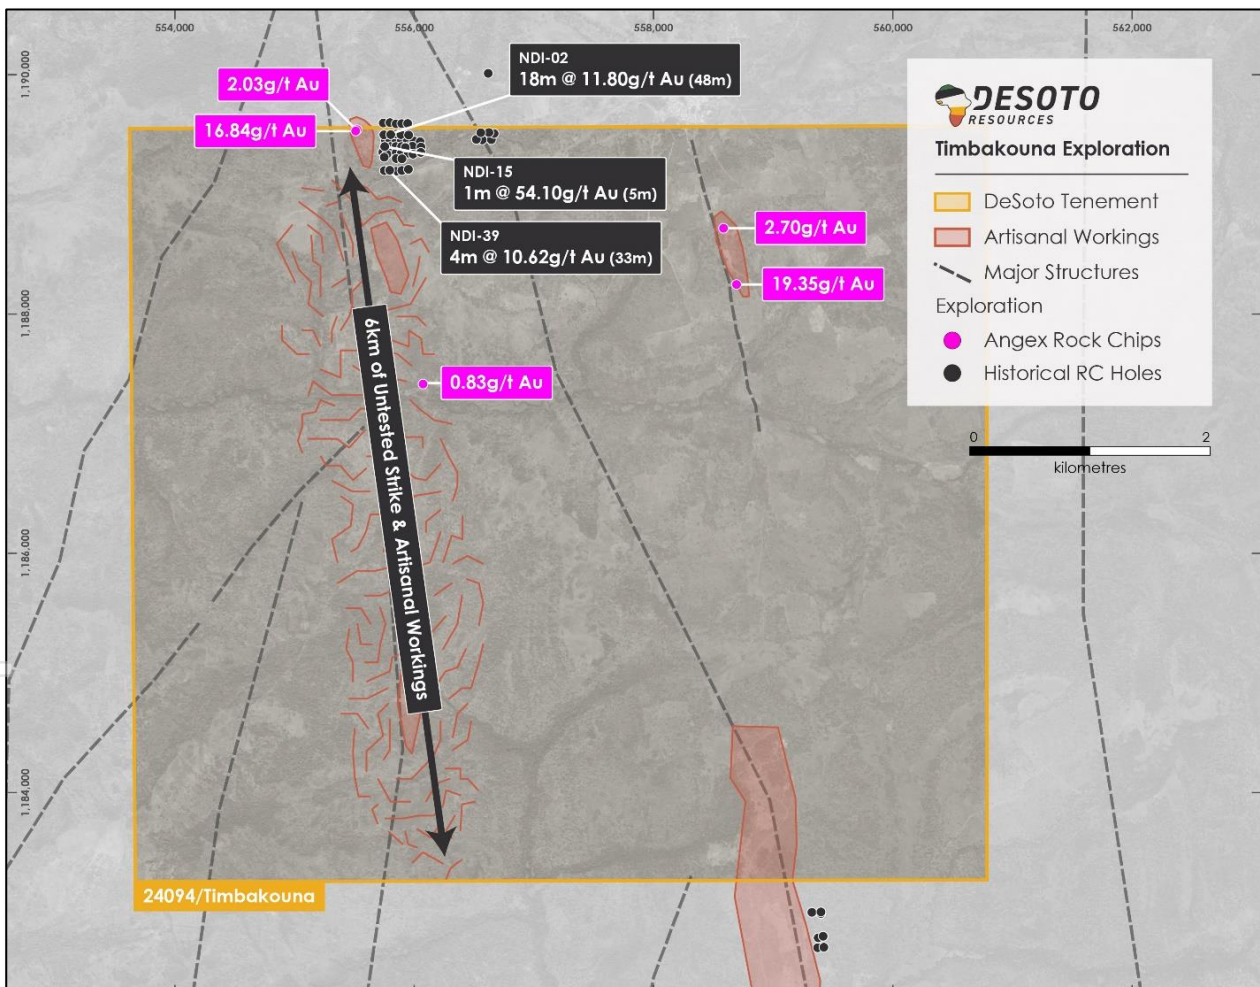 554,000
556,000
558,000
560,000
562,000
1,190,000
1,188,000
1,186,000
1,184,000
2.03g/t Au
16.84g/t Au
NDI-02
18m @ 11.80g/t Au (48m)
NDI-15
1m @ 54.10g/t Au (5m)
NDI-39
4m @ 10.62g/t Au (33m)
2.70g/t Au
19.35g/t Au
0.83g/t Au
6km of Untested Strike & Artisanal Workings
24094/Timbakouna
DESOTO
RESOURCES
Timbakouna Exploration
DeSoto Tenement
Artisanal Workings
Major Structures
Exploration
Angex Rock Chips
Historical RC Holes
0 2
kilometres